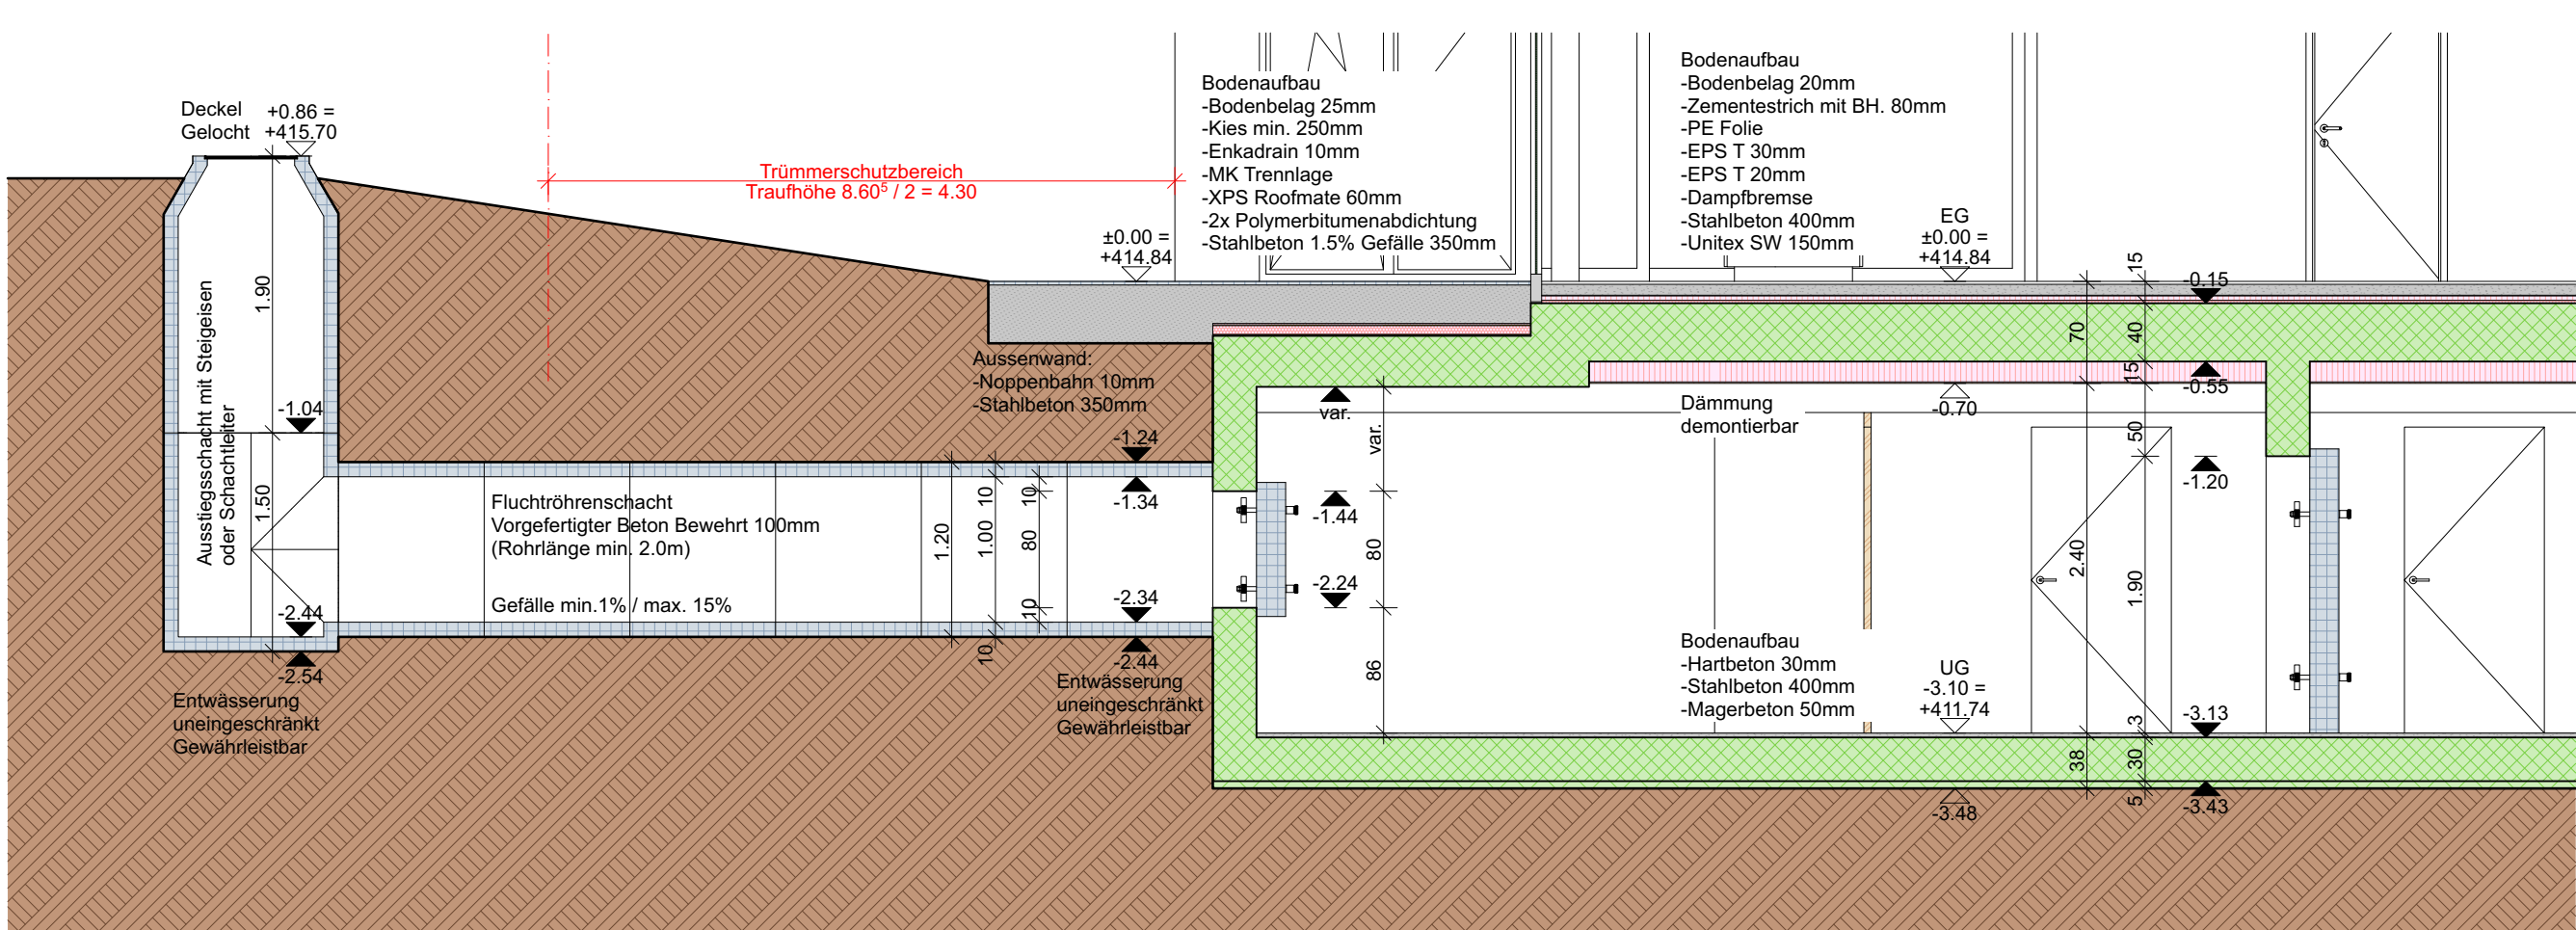 Deckel
Gelocht
+0.86 =
+415.70
Trümmerschutzbereich
Traufhöhe 8.60⁵ / 2 = 4.30
Bodenaufbau
-Bodenbelag 25mm
-Kies min. 250mm
-Enkadrain 10mm
-MK Trennlage
-XPS Roofmate 60mm
-2x Polymerbitumenabdichtung
-Stahlbeton 1.5% Gefälle 350mm
Bodenaufbau
-Bodenbelag 20mm
-Zementestrich mit BH. 80mm
-PE Folie
-EPS T 30mm
-EPS T 20mm
-Dampfbremse
-Stahlbeton 400mm
-Unitex SW 150mm
±0.00 =
+414.84
EG
±0.00 =
+414.84
15
-0.15
70
40
15
-0.55
-0.70
50
-1.20
Ausstiegsschacht mit Steigeisen
oder Schachtleiter
1.90
-1.04
1.50
-2.44
-2.54
Entwässerung
uneingeschränkt
Gewährleistbar
Aussenwand:
-Noppenbahn 10mm
-Stahlbeton 350mm
-1.24
-1.34
Fluchtröhrenschacht
Vorgefertigter Beton Bewehrt 100mm
(Rohrlänge min. 2.0m)
Gefälle min.1% / max. 15%
1.20
10
1.00
10
10
80
10
-2.34
-2.44
Entwässerung
uneingeschränkt
Gewährleistbar
var.
var.
-1.44
80
-2.24
86
Dämmung
demontierbar
2.40
1.90
Bodenaufbau
-Hartbeton 30mm
-Stahlbeton 400mm
-Magerbeton 50mm
UG
-3.10 =
+411.74
3
-3.13
38
30
5
-3.43
-3.48